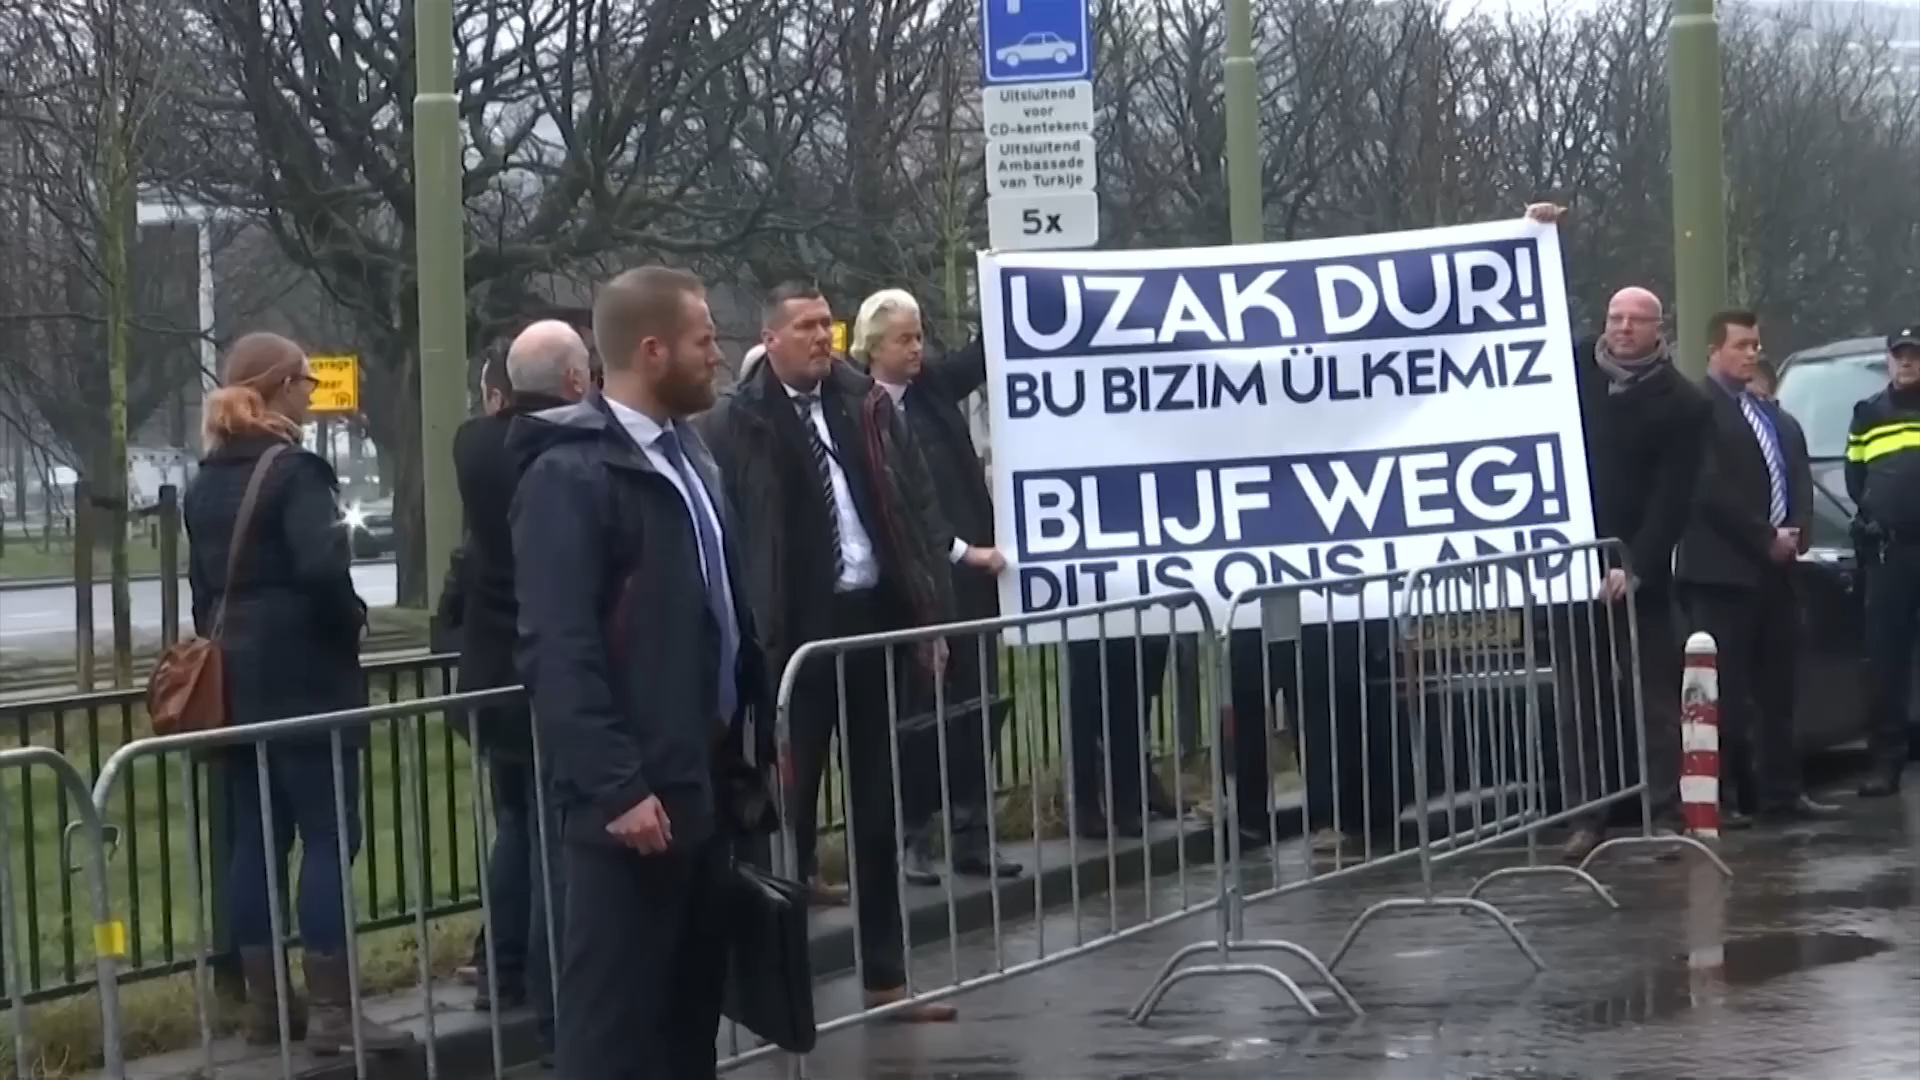 Uitsluitend
voor
CD-kentekens
Uitsluitend
Ambassade
van Turkije
5x
UZAK DUR!
BU BIZIM ÜLKEMIZ
BLIJF WEG!
DIT IS ONS LAND